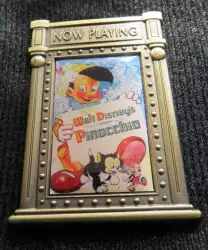 NOW PLAYING
Walt Disney's
Pinocchio